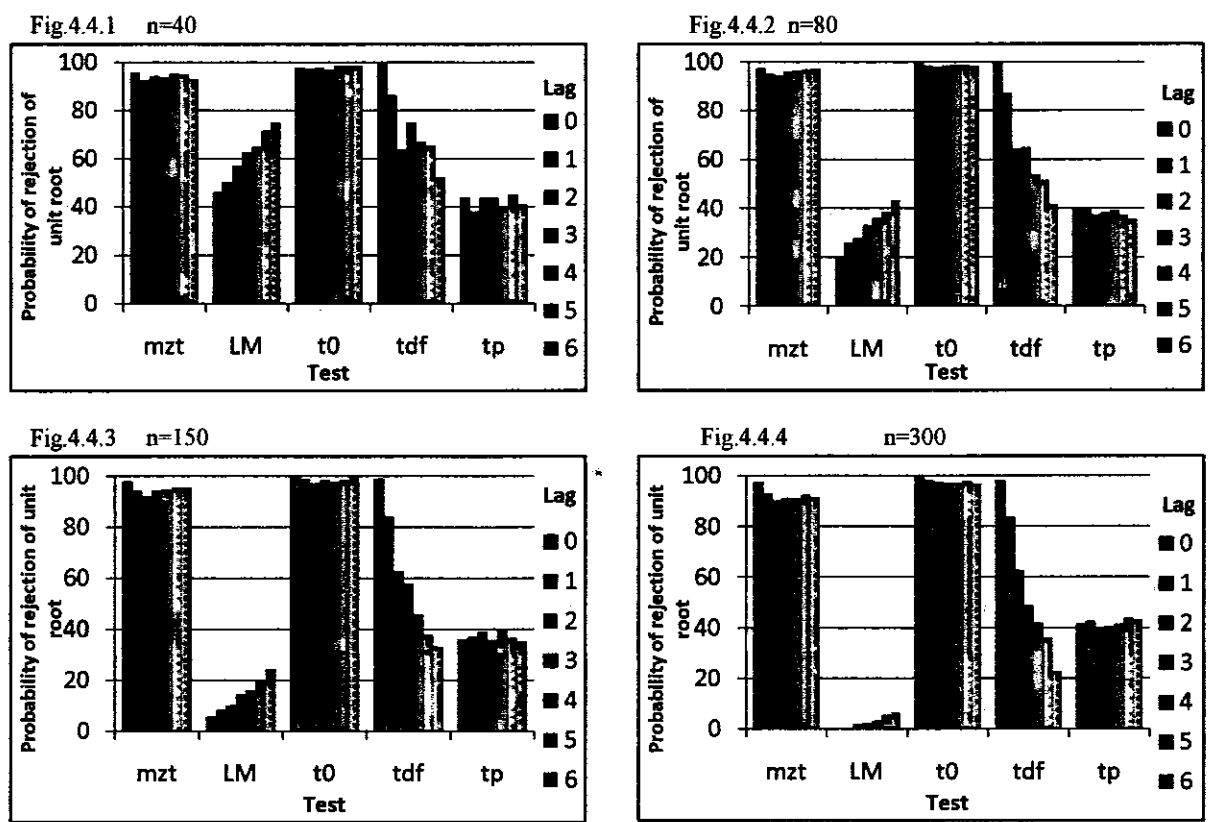 Fig.4.4.1 n=40
Probability of rejection of
unit root
100
80
60
40
20
0
mzt LM t0 tdf tp
Test
Lag
0
1
2
3
4
5
6
Fig.4.4.2 n=80
Probability of rejection of
unit root
100
80
60
40
20
0
mzt LM t0 tdf tp
Test
Lag
0
1
2
3
4
5
6
Fig.4.4.3 n=150
Probability of rejection of unit
root
100
80
60
40
20
0
mzt LM t0 tdf tp
Test
Lag
0
1
2
3
4
5
6
Fig.4.4.4 n=300
Probability of rejection of unit
root
100
80
60
40
20
0
mzt LM t0 tdf tp
Test
Lag
0
1
2
3
4
5
6